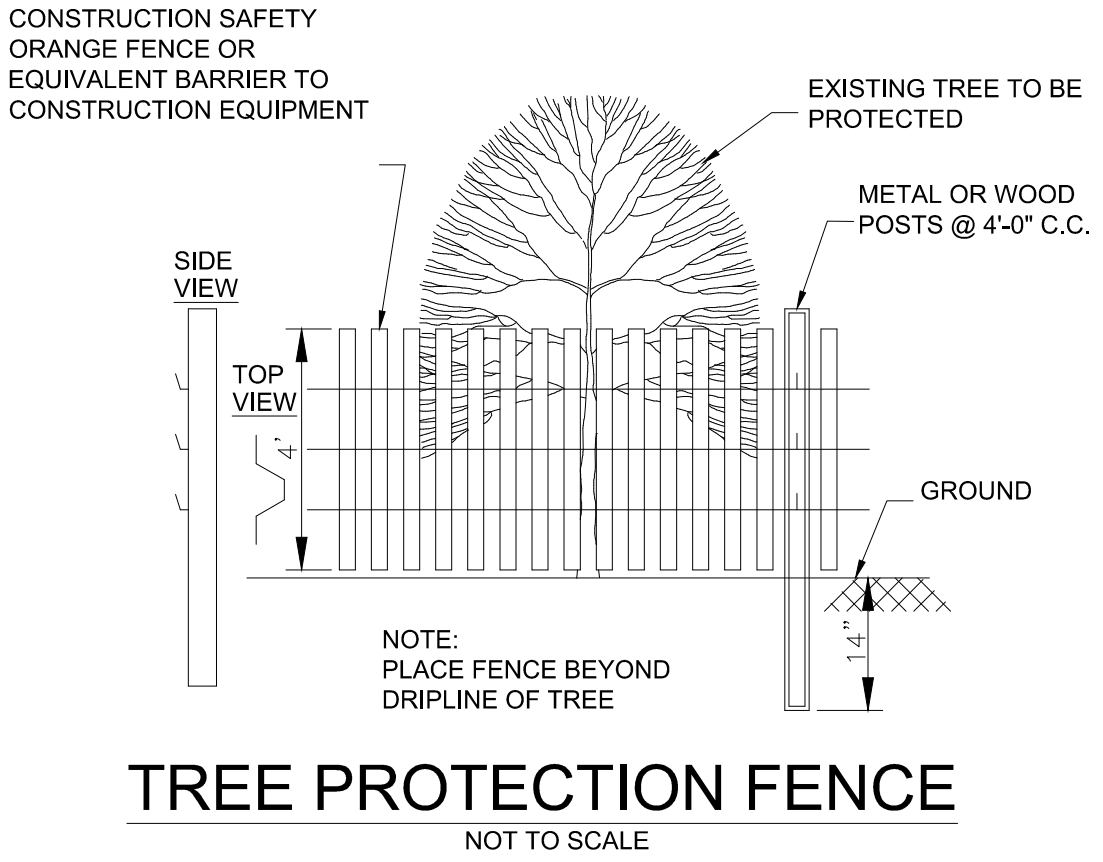 CONSTRUCTION SAFETY
ORANGE FENCE OR
EQUIVALENT BARRIER TO
CONSTRUCTION EQUIPMENT
EXISTING TREE TO BE
PROTECTED
METAL OR WOOD
POSTS @ 4'-0" C.C.
SIDE
VIEW
TOP
VIEW
4'
GROUND
14"
NOTE:
PLACE FENCE BEYOND
DRIPLINE OF TREE
TREE PROTECTION FENCE
NOT TO SCALE